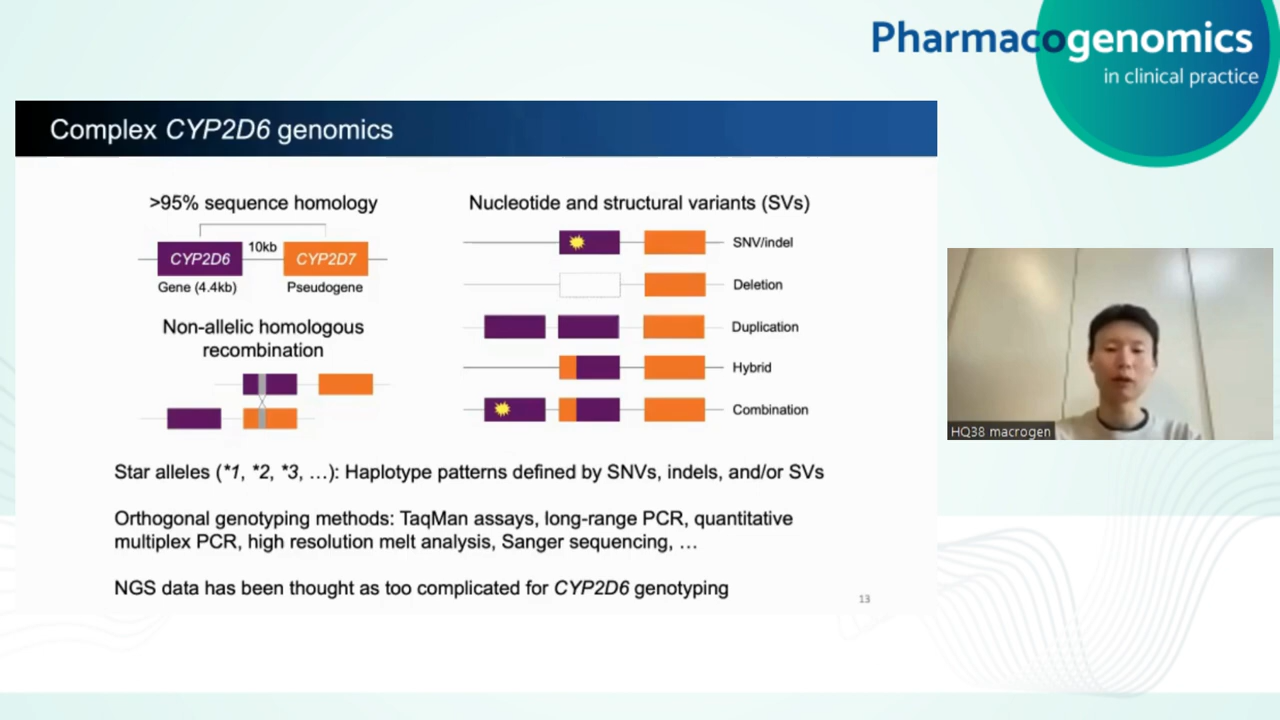 Pharmacogenomics
in clinical practice
Complex CYP2D6 genomics
>95% sequence homology
CYP2D6
10kb
CYP2D7
Gene (4.4kb)
Pseudogene
Non-allelic homologous
recombination
Nucleotide and structural variants (SVs)
SNV/indel
Deletion
Duplication
Hybrid
Combination
Star alleles (*1, *2, *3, …): Haplotype patterns defined by SNVs, indels, and/or SVs
Orthogonal genotyping methods: TaqMan assays, long-range PCR, quantitative
multiplex PCR, high resolution melt analysis, Sanger sequencing, …
NGS data has been thought as too complicated for CYP2D6 genotyping
13
HQ38 macrogen